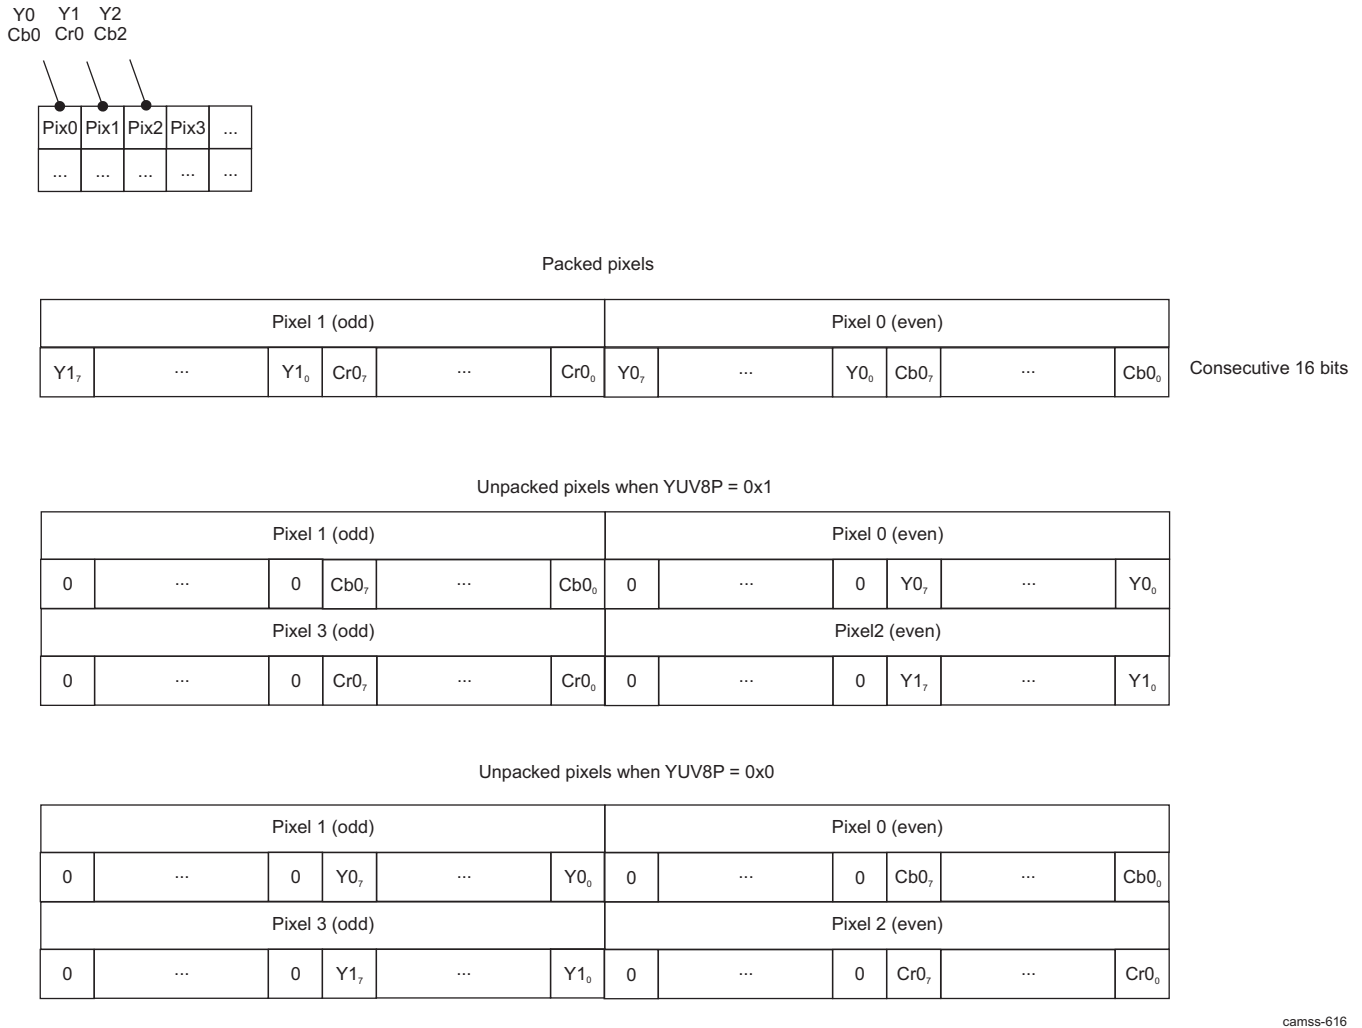 Y0 Y1 Y2
Cb0 Cr0 Cb2
Pix0 Pix1 Pix2 Pix3 ...
... ... ... ... ...
Packed pixels
Pixel 1 (odd) Pixel 0 (even)
Y1₇ ... Y1₀ Cr0₇ ... Cr0₀ Y0₇ ... Y0₀ Cb0₇ ... Cb0₀ Consecutive 16 bits
Unpacked pixels when YUV8P = 0x1
Pixel 1 (odd) Pixel 0 (even)
0 ... 0 Cb0₇ ... Cb0₀ 0 ... 0 Y0₇ ... Y0₀
Pixel 3 (odd) Pixel2 (even)
0 ... 0 Cr0₇ ... Cr0₀ 0 ... 0 Y1₇ ... Y1₀
Unpacked pixels when YUV8P = 0x0
Pixel 1 (odd) Pixel 0 (even)
0 ... 0 Y0₇ ... Y0₀ 0 ... 0 Cb0₇ ... Cb0₀
Pixel 3 (odd) Pixel 2 (even)
0 ... 0 Y1₇ ... Y1₀ 0 ... 0 Cr0₇ ... Cr0₀
camss-616